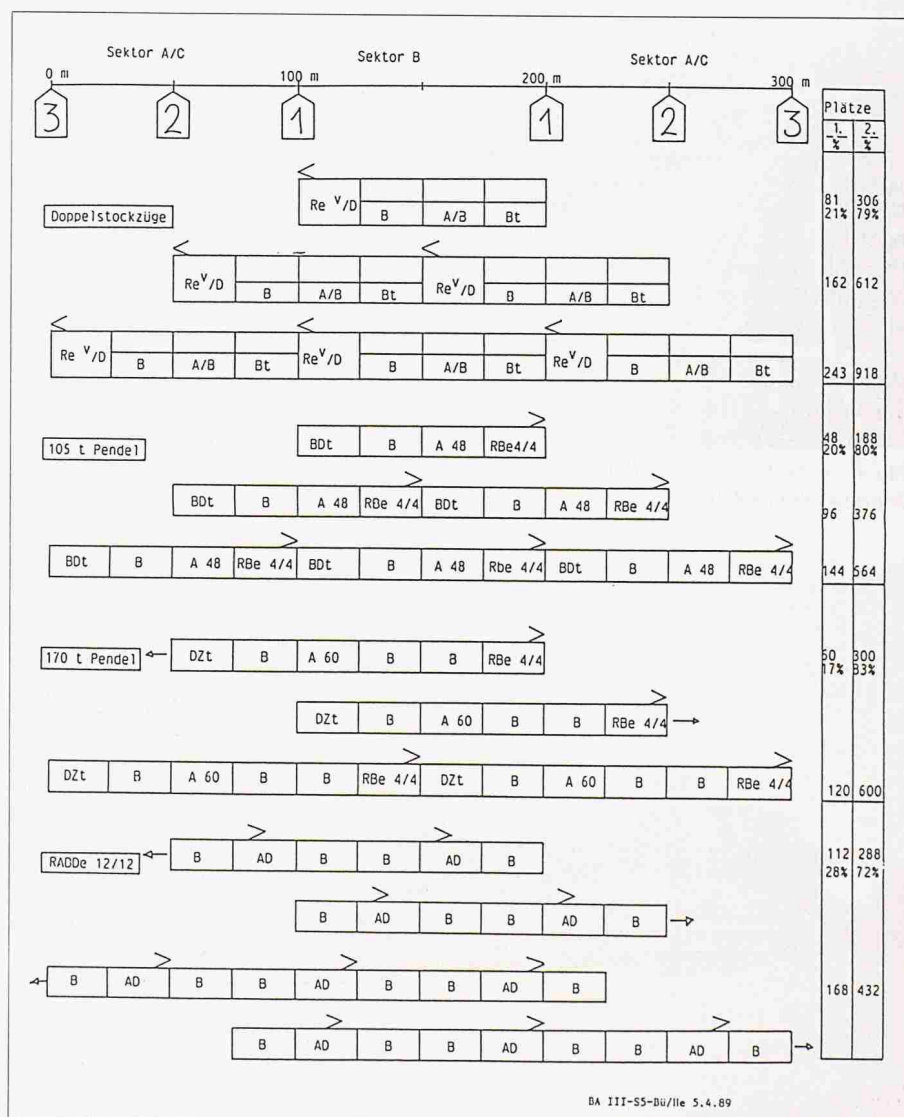 Sektor A/C Sektor B Sektor A/C
0 m 100 m 200 m 300 m
3 2 1 1 2 3
Plätze
1. 2.
% %
Re V/D B A/B Bt 81 306
Doppelstockzüge 21% 79%
Re V/D B A/B Bt Re V/D B A/B Bt 162 612
Re V/D B A/B Bt Re V/D B A/B Bt Re V/D B A/B Bt 243 918
105 t Pendel BDt B A 48 RBe4/4 48 188
20% 80%
BDt B A 48 RBe 4/4 BDt B A 48 RBe 4/4 96 376
BDt B A 48 RBe 4/4 BDt B A 48 Rbe 4/4 BDt B A 48 RBe 4/4 144 564
170 t Pendel DZt B A 60 B B RBe 4/4 60 300
17% 83%
DZt B A 60 B B RBe 4/4
DZt B A 60 B B RBe 4/4 DZt B A 60 B B RBe 4/4 120 600
RADDe 12/12 B AD B B AD B 112 288
28% 72%
B AD B B AD B
B AD B B AD B B AD B 168 432
B AD B B AD B B AD B
BA III-S5-Bü/Ile 5.4.89